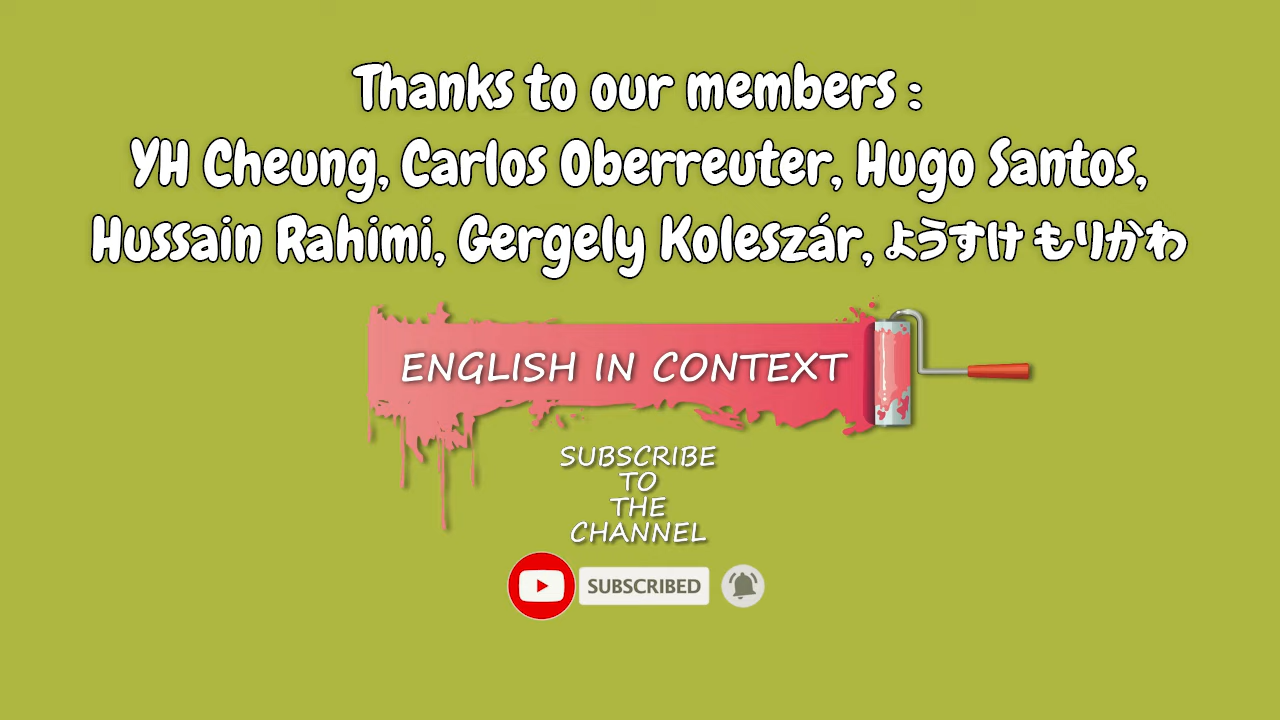 Thanks to our members :
YH Cheung, Carlos Oberreuter, Hugo Santos,
Hussain Rahimi, Gergely Koleszár, ようすけ もりかわ
ENGLISH IN CONTEXT
SUBSCRIBE
TO
THE
CHANNEL
SUBSCRIBED